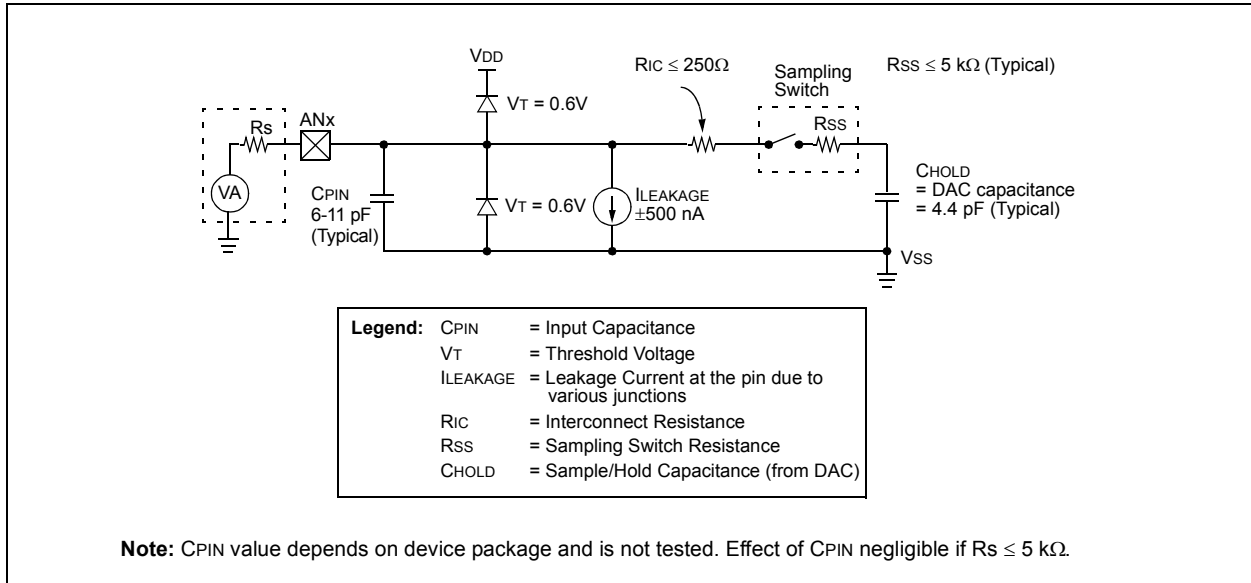 VDD
RIC ≤ 250Ω
Sampling
Switch
RSS ≤ 5 kΩ (Typical)
VT = 0.6V
Rs
ANx
RSS
VA
CPIN
6-11 pF
(Typical)
VT = 0.6V
ILEAKAGE
±500 nA
CHOLD
= DAC capacitance
= 4.4 pF (Typical)
VSS
Legend: CPIN = Input Capacitance
VT = Threshold Voltage
ILEAKAGE = Leakage Current at the pin due to
various junctions
RIC = Interconnect Resistance
RSS = Sampling Switch Resistance
CHOLD = Sample/Hold Capacitance (from DAC)
Note: CPIN value depends on device package and is not tested. Effect of CPIN negligible if Rs ≤ 5 kΩ.